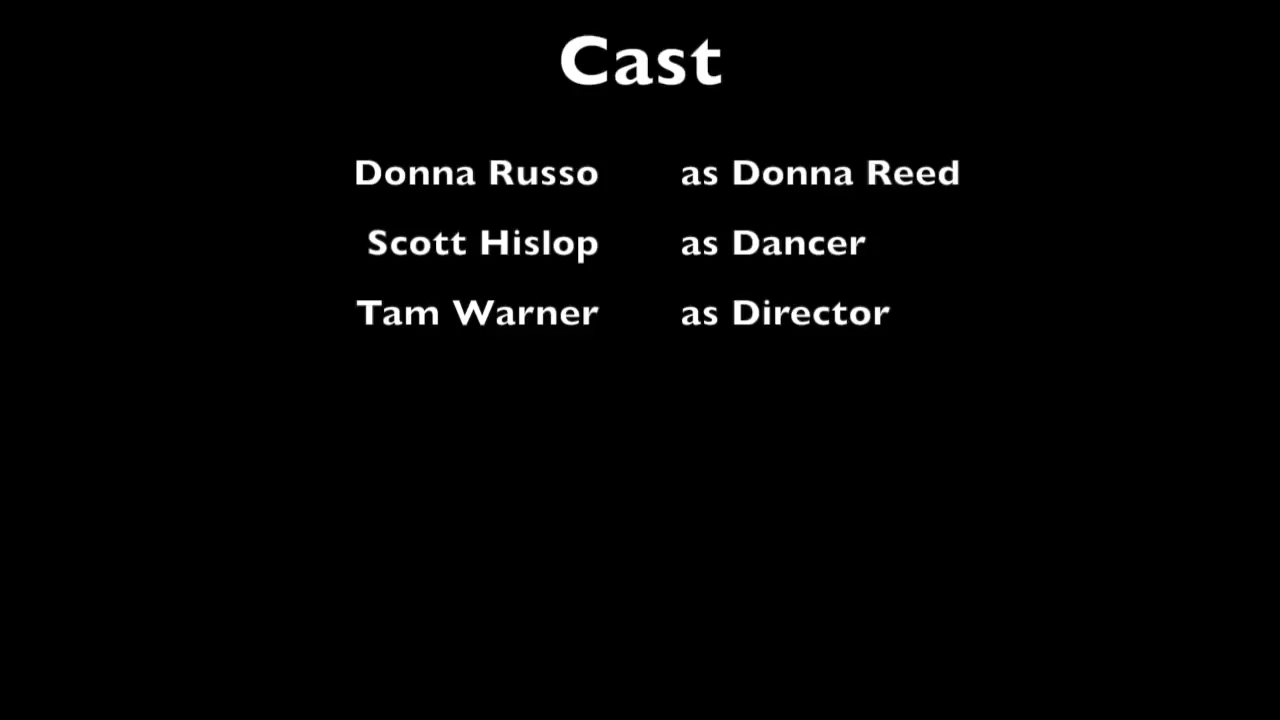 Cast
Donna Russo as Donna Reed
Scott Hislop as Dancer
Tam Warner as Director